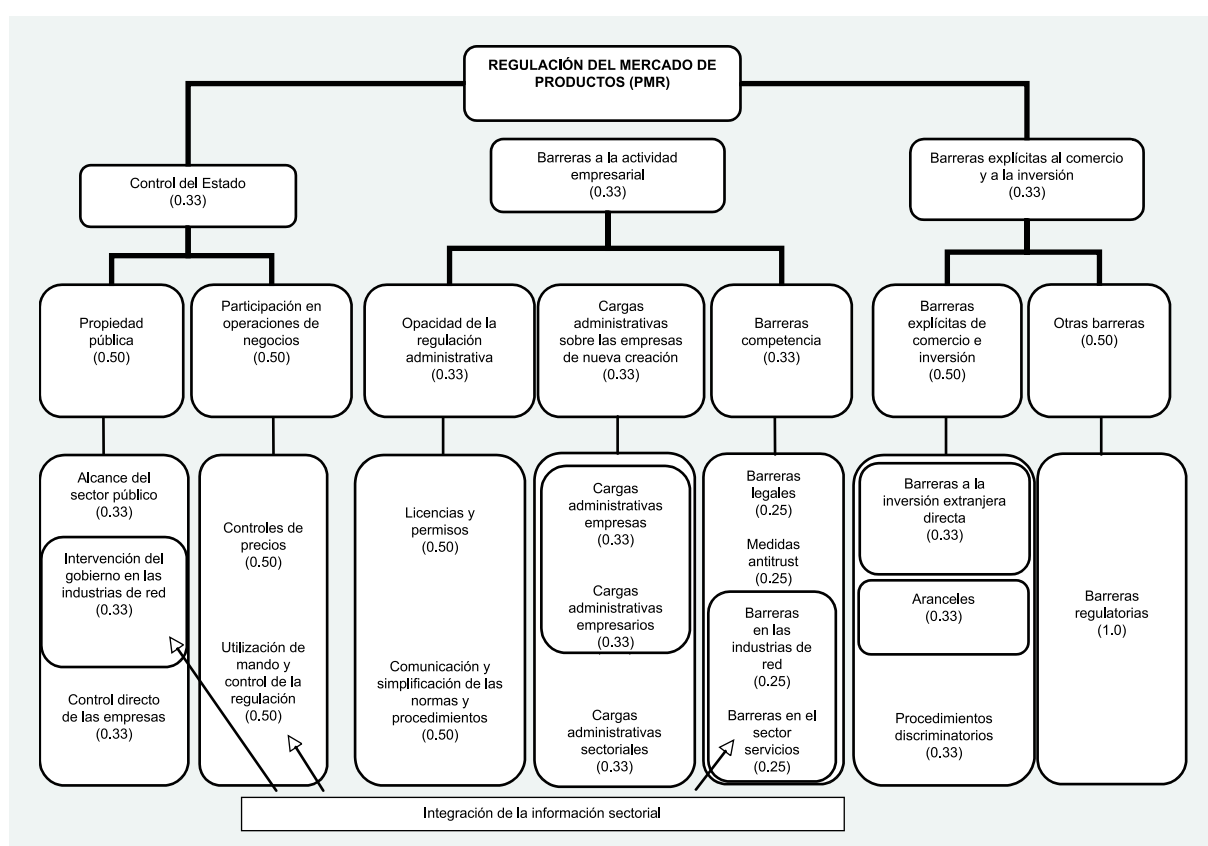 REGULACIÓN DEL MERCADO DE
PRODUCTOS (PMR)
Control del Estado
(0.33)
Barreras a la actividad
empresarial
(0.33)
Barreras explícitas al comercio
y a la inversión
(0.33)
Propiedad
pública
(0.50)
Participación en
operaciones de
negocios
(0.50)
Opacidad de la
regulación
administrativa
(0.33)
Cargas
administrativas
sobre las empresas
de nueva creación
(0.33)
Barreras
competencia
(0.33)
Barreras
explícitas de
comercio e
inversión
(0.50)
Otras barreras
(0.50)
Alcance del
sector público
(0.33)
Intervención del
gobierno en las
industrias de red
(0.33)
Control directo
de las empresas
(0.33)
Controles de
precios
(0.50)
Utilización de
mando y
control de la
regulación
(0.50)
Licencias y
permisos
(0.50)
Comunicación y
simplificación de las
normas y
procedimientos
(0.50)
Cargas
administrativas
empresas
(0.33)
Cargas
administrativas
empresarios
(0.33)
Cargas
administrativas
sectoriales
(0.33)
Barreras
legales
(0.25)
Medidas
antitrust
(0.25)
Barreras
en las
industrias de
red
(0.25)
Barreras en el
sector
servicios
(0.25)
Barreras a la
inversión extranjera
directa
(0.33)
Aranceles
(0.33)
Procedimientos
discriminatorios
(0.33)
Barreras
regulatorias
(1.0)
Integración de la información sectorial